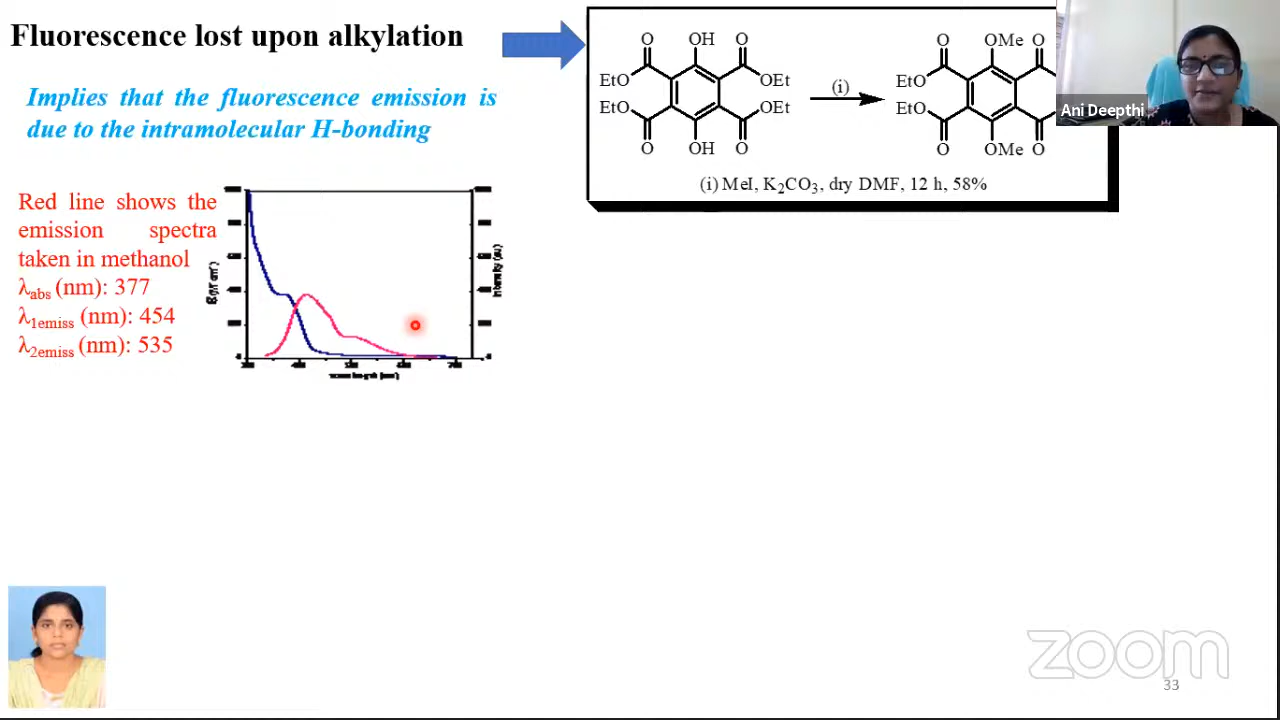 Fluorescence lost upon alkylation
Implies that the fluorescence emission is
due to the intramolecular H-bonding
Red line shows the
emission spectra
taken in methanol
λabs (nm): 377
λ1emiss (nm): 454
λ2emiss (nm): 535
O OH O O OMe O
EtO OEt (i) EtO
EtO OEt EtO
O OH O O OMe O
(i) MeI, K2CO3, dry DMF, 12 h, 58%
Ani Deepthi
zoom
33